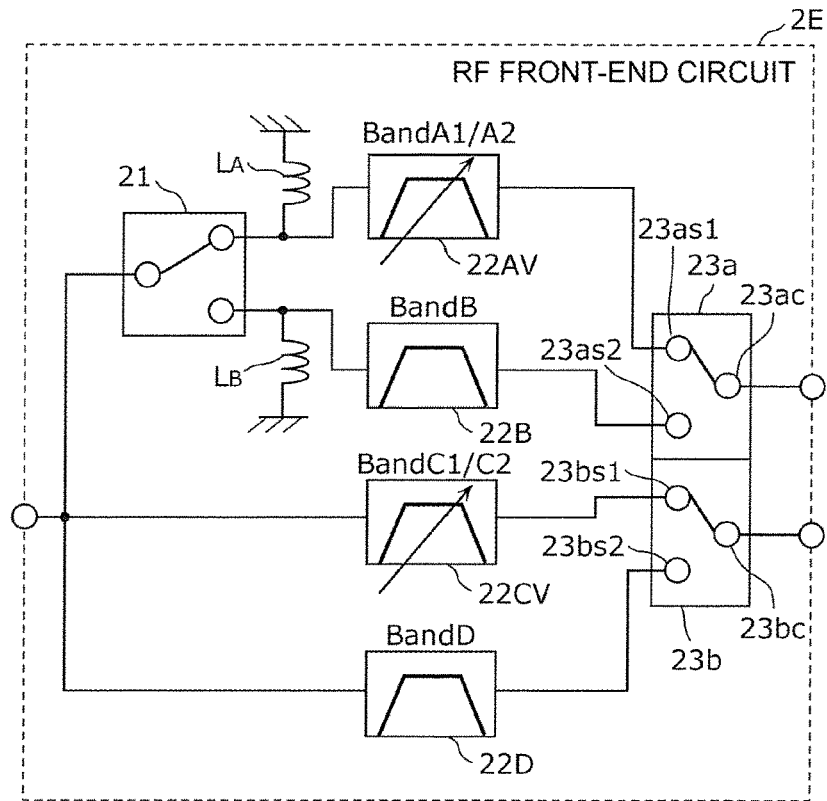 2E
RF FRONT-END CIRCUIT
BandA1/A2
LA
21
22AV
23as1
23a
23ac
BandB
23as2
LB
22B
BandC1/C2
23bs1
23bs2
22CV
23bc
BandD
23b
22D